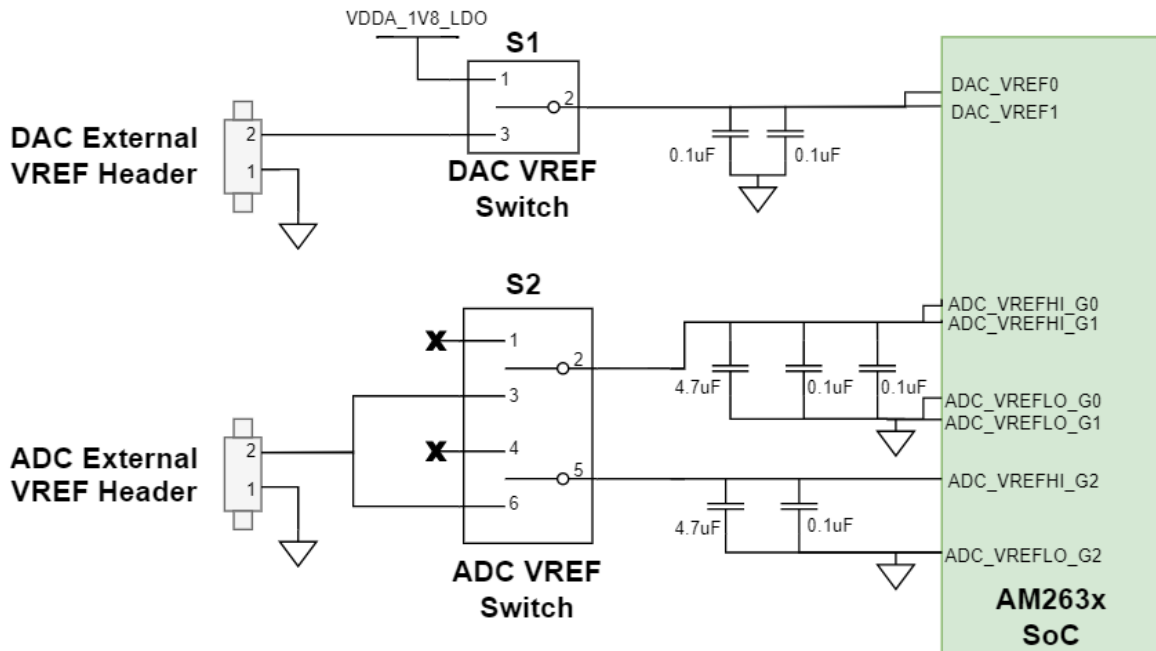 VDDA_1V8_LDO
S1
1
2
3
DAC External
VREF Header
2
1
DAC VREF
Switch
0.1uF
0.1uF
DAC_VREF0
DAC_VREF1
S2
1
2
3
4
5
6
ADC External
VREF Header
2
1
ADC VREF
Switch
4.7uF
0.1uF
0.1uF
4.7uF
0.1uF
ADC_VREFHI_G0
ADC_VREFHI_G1
ADC_VREFLO_G0
ADC_VREFLO_G1
ADC_VREFHI_G2
ADC_VREFLO_G2
AM263x
SoC